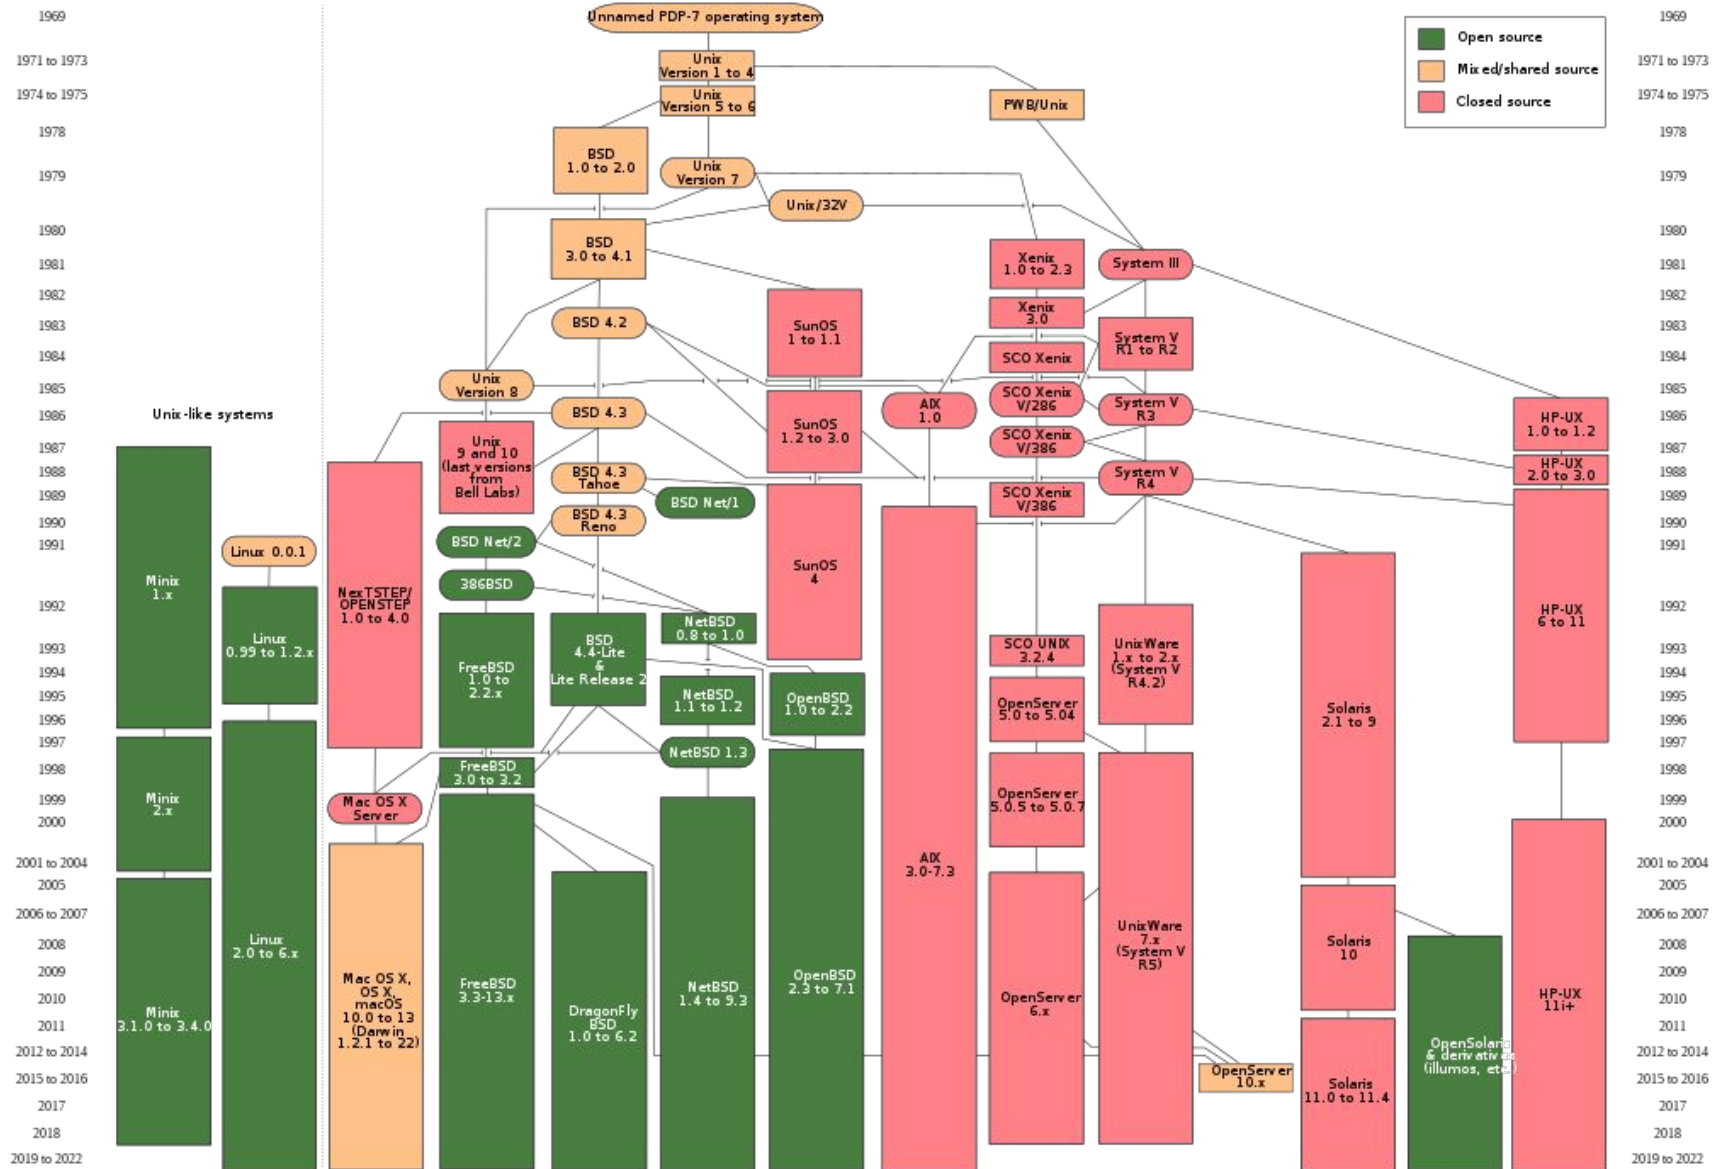 1969
Unnamed PDP-7 operating system
1969
Open source
1971 to 1973
Unix
Version 1 to 4
1971 to 1973
Mixed/shared source
1974 to 1975
Unix
Version 5 to 6
PWB/Unix
1974 to 1975
Closed source
1978
BSD
1.0 to 2.0
1978
1979
Unix
Version 7
1979
Unix/32V
1980
BSD
3.0 to 4.1
1980
1981
Xenix
1.0 to 2.3
System III
1981
1982
Xenix
3.0
1982
1983
BSD 4.2
SunOS
1 to 1.1
System V
R1 to R2
1983
1984
SCO Xenix
1984
1985
Unix
Version 8
SCO Xenix
V/286
1985
1986
Unix-like systems
BSD 4.3
AIX
1.0
System V
R3
1986
SunOS
1.2 to 3.0
HP-UX
1.0 to 1.2
1987
Unix
9 and 10
(last versions
from
Bell Labs)
SCO Xenix
V/386
1987
1988
BSD 4.3
Tahoe
System V
R4
HP-UX
2.0 to 3.0
1988
1989
BSD Net/1
SCO Xenix
V/386
1989
1990
BSD 4.3
Reno
1990
1991
Linux 0.0.1
BSD Net/2
1991
Minix
1.x
NexTSTEP/
OPENSTEP
1.0 to 4.0
386BSD
SunOS
4
HP-UX
6 to 11
1992
1992
NetBSD
0.8 to 1.0
1993
Linux
0.99 to 1.2.x
FreeBSD
1.0 to
2.2.x
BSD
4.4-Lite
&
Lite Release 2
SCO UNIX
3.2.4
UnixWare
1.x to 2.x
(System V
R4.2)
1993
1994
1994
1995
NetBSD
1.1 to 1.2
OpenBSD
1.0 to 2.2
OpenServer
5.0 to 5.04
Solaris
2.1 to 9
1995
1996
1996
1997
NetBSD 1.3
1997
1998
FreeBSD
3.0 to 3.2
1998
1999
Minix
2.x
Mac OS X
Server
OpenServer
5.0.5 to 5.0.7
1999
2000
2000
2001 to 2004
AIX
3.0-7.3
2001 to 2004
2005
2005
2006 to 2007
2006 to 2007
2008
Linux
2.0 to 6.x
UnixWare
7.x
(System V
R5)
Solaris
10
2008
2009
2009
2010
Mac OS X,
OS X,
macOS
10.0 to 13
(Darwin
1.2.1 to 22)
FreeBSD
3.3-13.x
NetBSD
1.4 to 9.3
OpenBSD
2.3 to 7.1
OpenServer
6.x
HP-UX
11i+
2010
2011
Minix
3.1.0 to 3.4.0
DragonFly
BSD
1.0 to 6.2
2011
2012 to 2014
OpenSolaris
& derivatives
(illumos, etc.)
2012 to 2014
2015 to 2016
OpenServer
10.x
Solaris
11.0 to 11.4
2015 to 2016
2017
2017
2018
2018
2019 to 2022
2019 to 2022